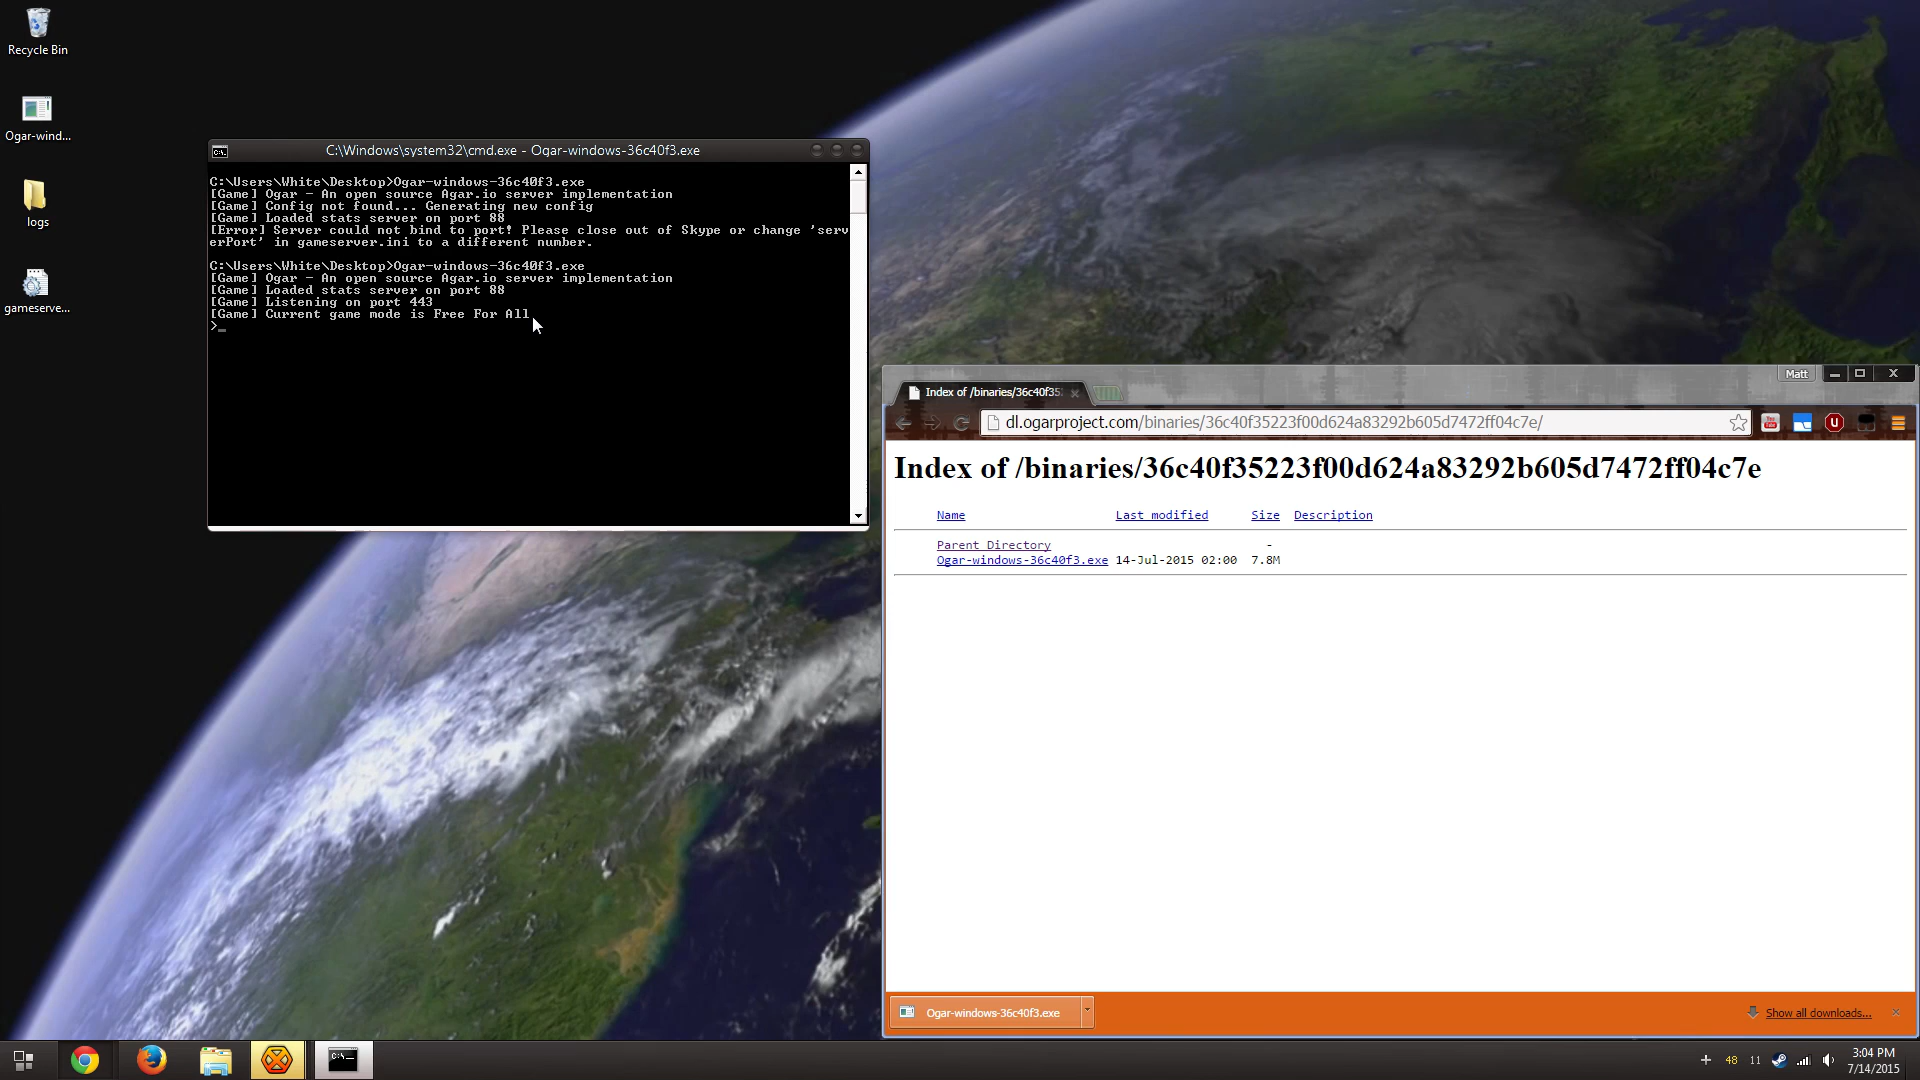 Recycle Bin
Ogar-wind...
logs
gameserve...
C:\Windows\system32\cmd.exe - Ogar-windows-36c40f3.exe
C:\Users\White\Desktop>Ogar-windows-36c40f3.exe
[Game] Ogar - An open source Agar.io server implementation
[Game] Config not found... Generating new config
[Game] Loaded stats server on port 88
[Error] Server could not bind to port! Please close out of Skype or change 'serv
erPort' in gameserver.ini to a different number.
C:\Users\White\Desktop>Ogar-windows-36c40f3.exe
[Game] Ogar - An open source Agar.io server implementation
[Game] Loaded stats server on port 88
[Game] Listening on port 443
[Game] Current game mode is Free For All
>_
Matt
Index of /binaries/36c40f35
dl.ogarproject.com/binaries/36c40f35223f00d624a83292b605d7472ff04c7e/
Index of /binaries/36c40f35223f00d624a83292b605d7472ff04c7e
Name Last modified Size Description
Parent Directory -
Ogar-windows-36c40f3.exe 14-Jul-2015 02:00 7.8M
Ogar-windows-36c40f3.exe
Show all downloads...
48 11
3:04 PM
7/14/2015